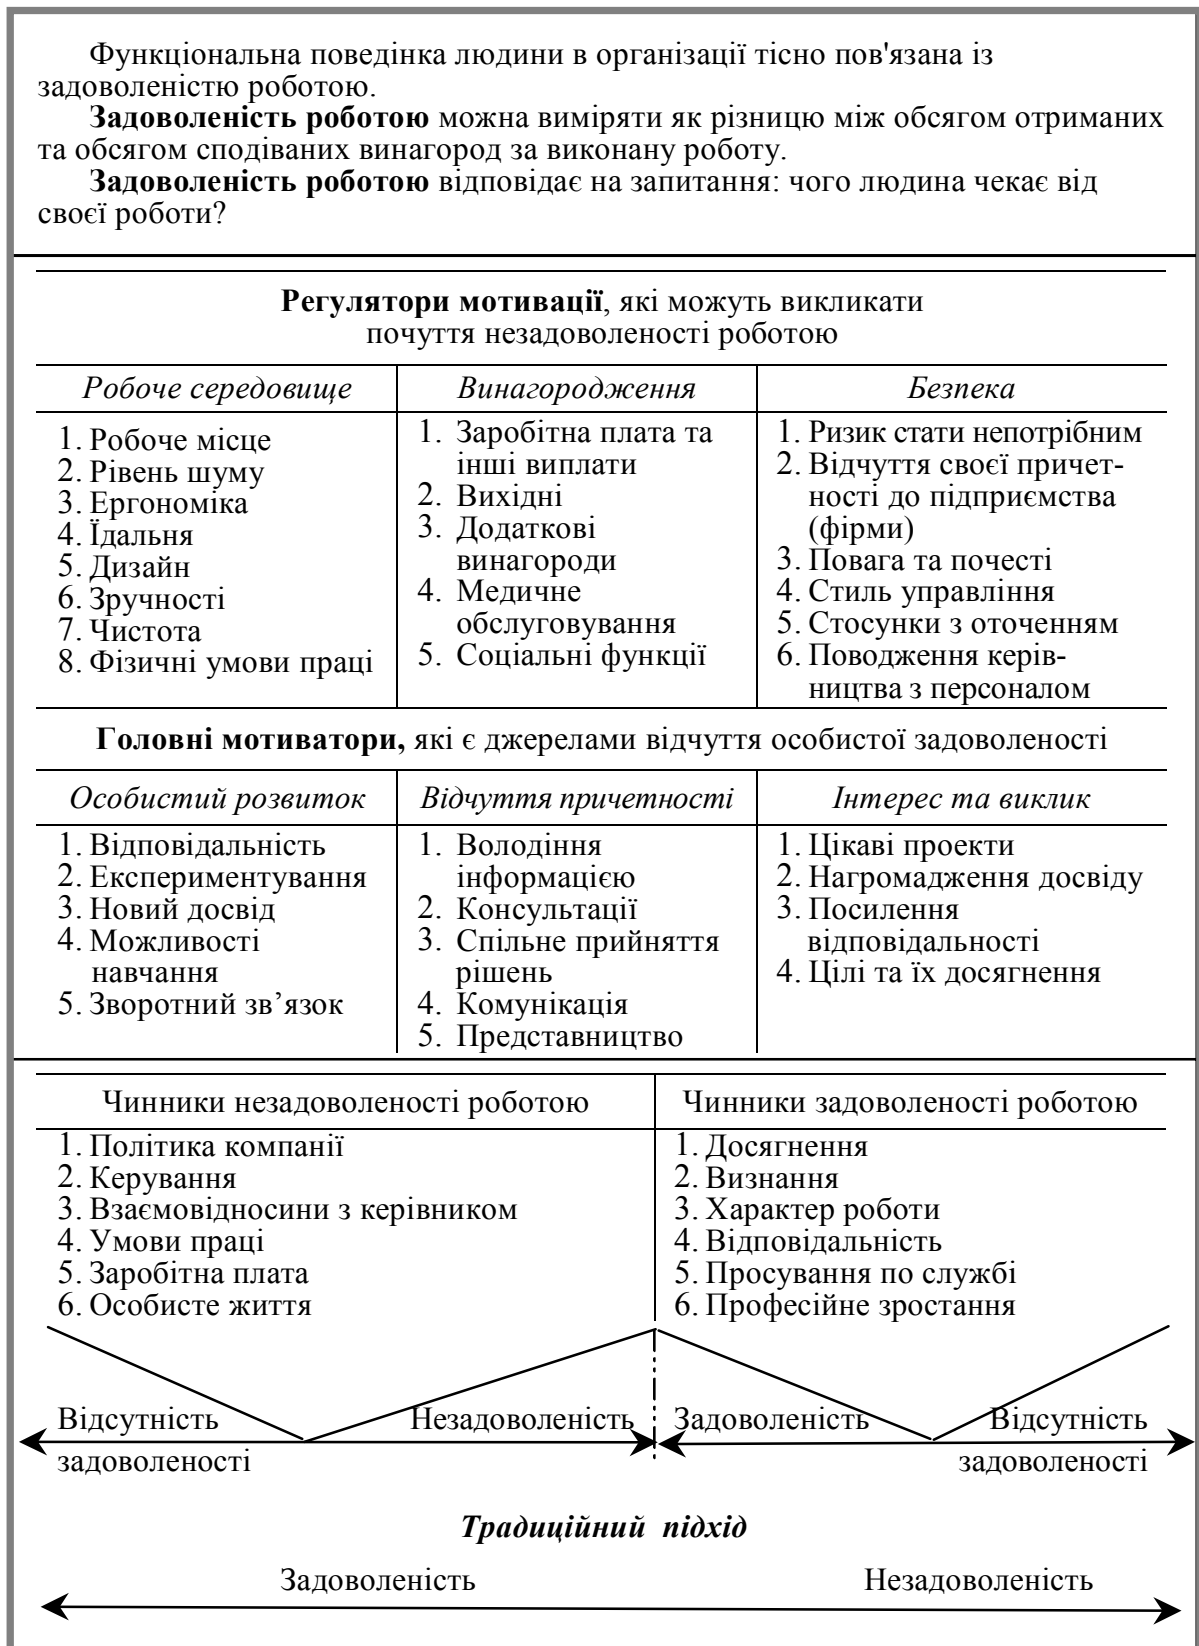 Функціональна поведінка людини в організації тісно пов'язана із
задоволеністю роботою.
Задоволеність роботою можна виміряти як різницю між обсягом отриманих
та обсягом сподіваних винагород за виконану роботу.
Задоволеність роботою відповідає на запитання: чого людина чекає від
своєї роботи?
Регулятори мотивації, які можуть викликати
почуття незадоволеності роботою
Робоче середовище
1. Робоче місце
2. Рівень шуму
3. Ергономіка
4. Їдальня
5. Дизайн
6. Зручності
7. Чистота
8. Фізичні умови праці
Винагородження
1. Заробітна плата та
інші виплати
2. Вихідні
3. Додаткові
винагороди
4. Медичне
обслуговування
5. Соціальні функції
Безпека
1. Ризик стати непотрібним
2. Відчуття своєї причет-
ності до підприємства
(фірми)
3. Повага та почесті
4. Стиль управління
5. Стосунки з оточенням
6. Поводження керів-
ництва з персоналом
Головні мотиватори, які є джерелами відчуття особистої задоволеності
Особистий розвиток
1. Відповідальність
2. Експериментування
3. Новий досвід
4. Можливості
навчання
5. Зворотний зв’язок
Відчуття причетності
1. Володіння
інформацією
2. Консультації
3. Спільне прийняття
рішень
4. Комунікація
5. Представництво
Інтерес та виклик
1. Цікаві проекти
2. Нагромадження досвіду
3. Посилення
відповідальності
4. Цілі та їх досягнення
Чинники незадоволеності роботою
1. Політика компанії
2. Керування
3. Взаємовідносини з керівником
4. Умови праці
5. Заробітна плата
6. Особисте життя
Чинники задоволеності роботою
1. Досягнення
2. Визнання
3. Характер роботи
4. Відповідальність
5. Просування по службі
6. Професійне зростання
Відсутність
задоволеності
Незадоволеність
Задоволеність
Відсутність
задоволеності
Традиційний підхід
Задоволеність
Незадоволеність